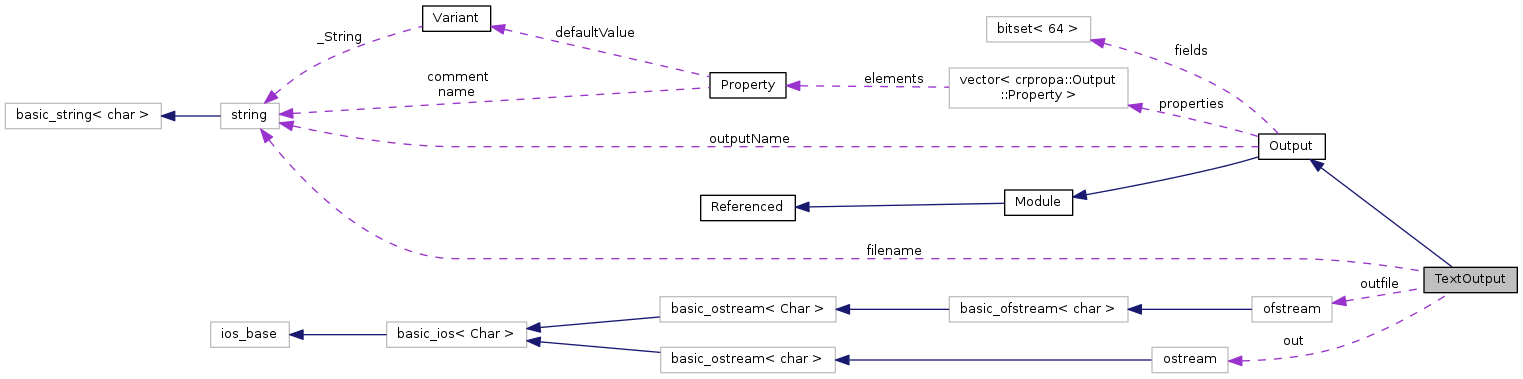 Variant
bitset< 64 >
defaultValue
_String
fields
comment
name
elements
vector< crpropa::Output
::Property >
Property
properties
basic_string< char >
string
outputName
Output
Referenced
Module
filename
TextOutput
outfile
basic_ostream< Char >
basic_ofstream< char >
ofstream
ios_base
basic_ios< Char >
out
basic_ostream< char >
ostream